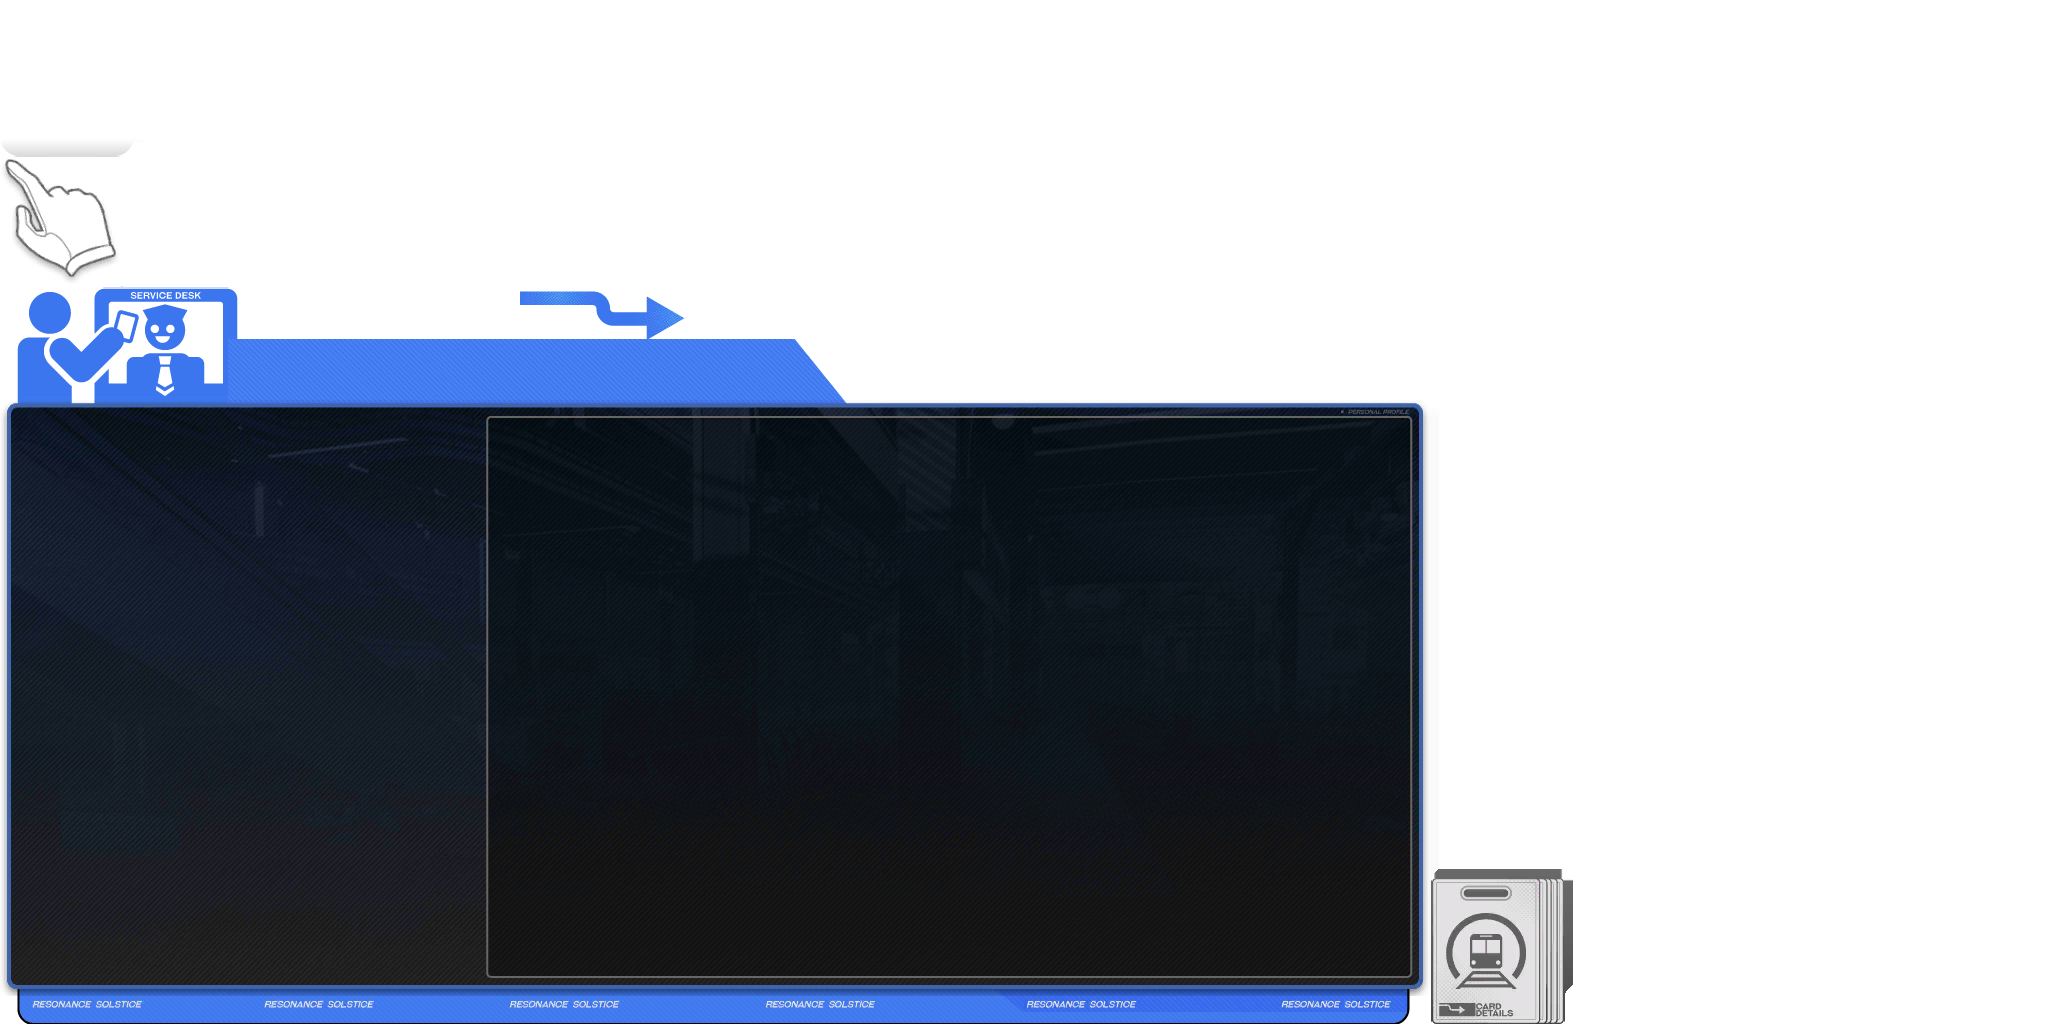 SERVICE DESK
PERSONAL PROFILE
RESONANCE SOLSTICE RESONANCE SOLSTICE RESONANCE SOLSTICE RESONANCE SOLSTICE RESONANCE SOLSTICE RESONANCE SOLSTICE
CARD
DETAILS